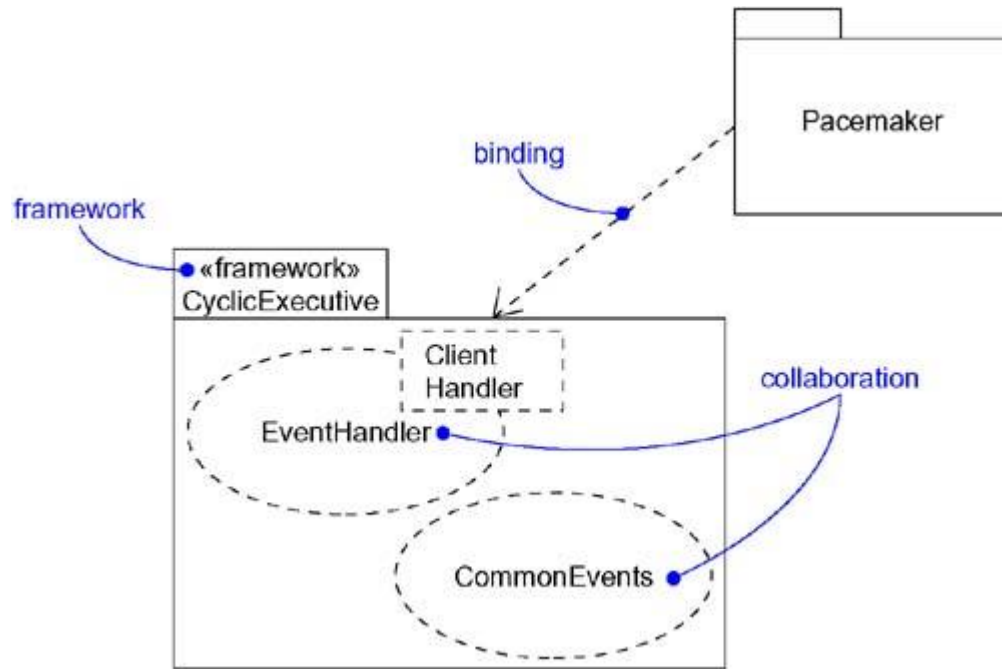 Pacemaker
binding
framework
«framework»
CyclicExecutive
Client
Handler
collaboration
EventHandler
CommonEvents